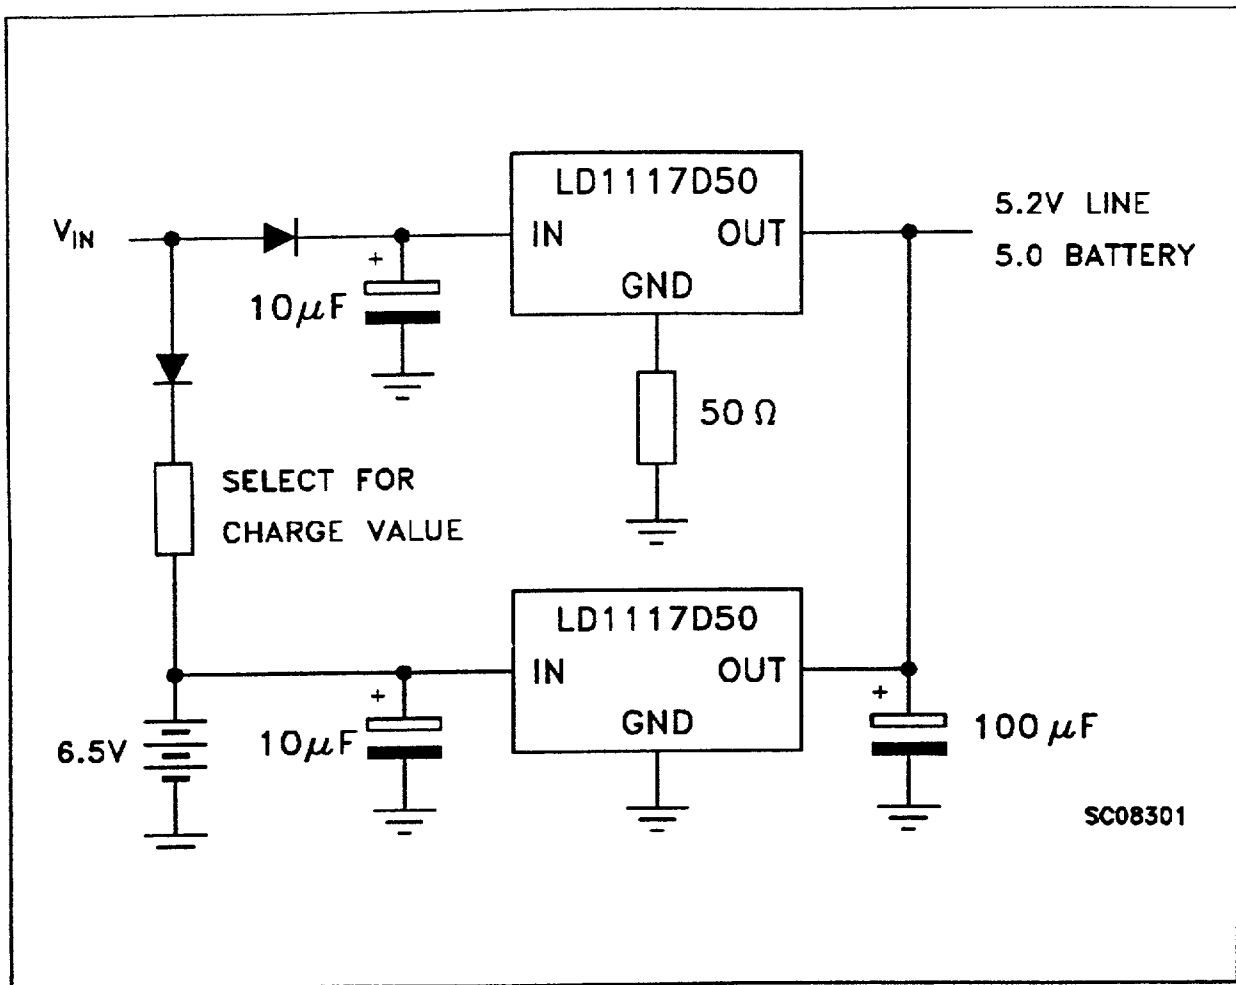 LD1117D50
V_IN
IN
OUT
GND
5.2V LINE
5.0 BATTERY
+
10μF
50 Ω
SELECT FOR
CHARGE VALUE
LD1117D50
IN
OUT
GND
6.5V
+
10μF
+
100 μF
SC08301